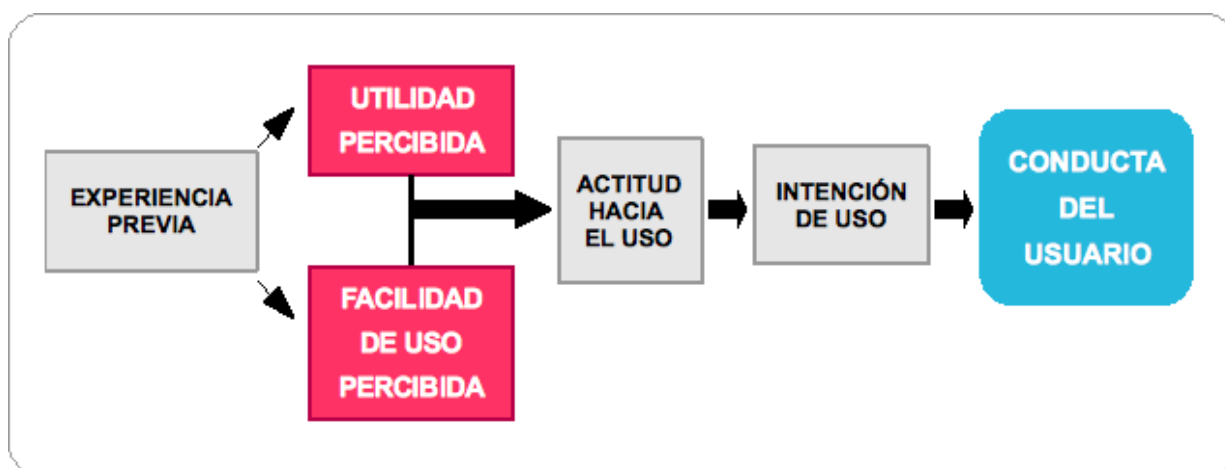 EXPERIENCIA
PREVIA
UTILIDAD
PERCIBIDA
FACILIDAD
DE USO
PERCIBIDA
ACTITUD
HACIA
EL USO
INTENCIÓN
DE USO
CONDUCTA
DEL
USUARIO